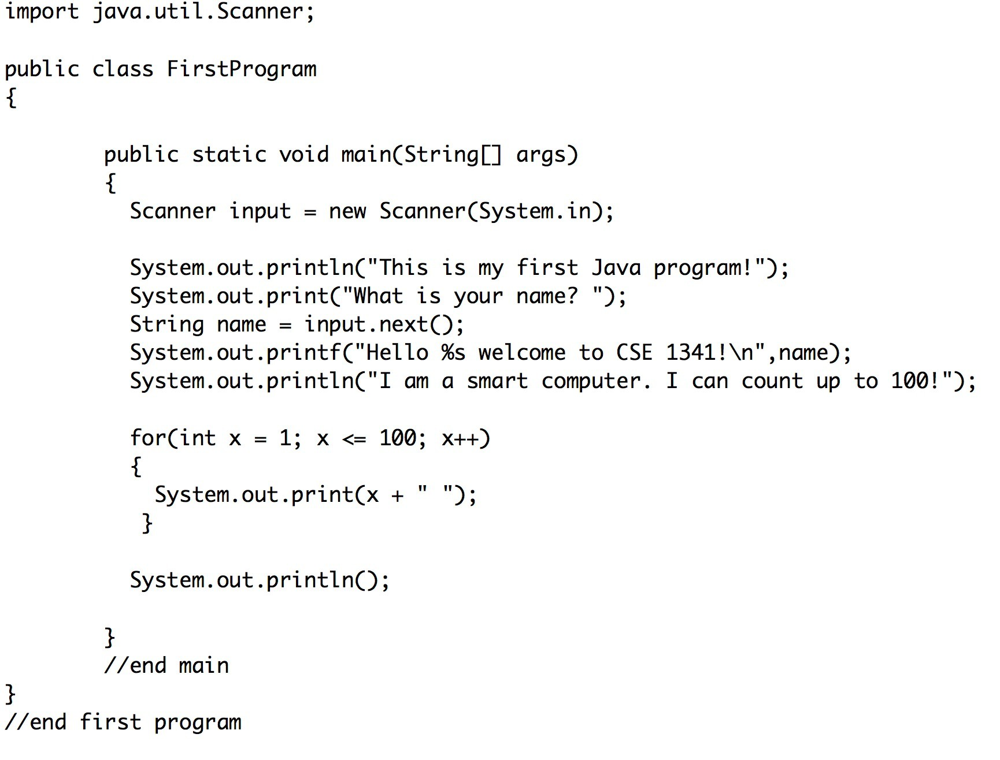 import java.util.Scanner;
public class FirstProgram
{
public static void main(String[] args)
{
Scanner input = new Scanner(System.in);
System.out.println("This is my first Java program!");
System.out.print("What is your name? ");
String name = input.next();
System.out.printf("Hello %s welcome to CSE 1341!\n",name);
System.out.println("I am a smart computer. I can count up to 100!");
for(int x = 1; x <= 100; x++)
{
System.out.print(x + " ");
}
System.out.println();
}
//end main
}
//end first program